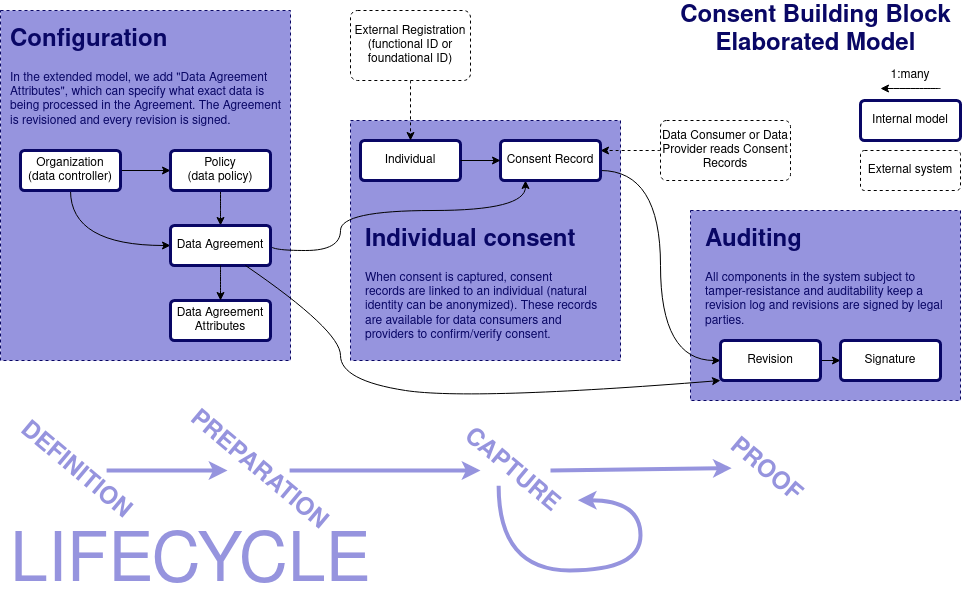 Consent Building Block
Elaborated Model
Configuration
In the extended model, we add "Data Agreement
Attributes", which can specify what exact data is
being processed in the Agreement. The Agreement
is revisioned and every revision is signed.
Organization
(data controller)
Policy
(data policy)
Data Agreement
Data Agreement
Attributes
External Registration
(functional ID or
foundational ID)
Individual
Consent Record
Individual consent
When consent is captured, consent
records are linked to an individual (natural
identity can be anonymized). These records
are available for data consumers and
providers to confirm/verify consent.
Data Consumer or Data
Provider reads Consent
Records
1:many
Internal model
External system
Auditing
All components in the system subject to
tamper-resistance and auditability keep a
revision log and revisions are signed by legal
parties.
Revision
Signature
DEFINITION
PREPARATION
CAPTURE
PROOF
LIFECYCLE